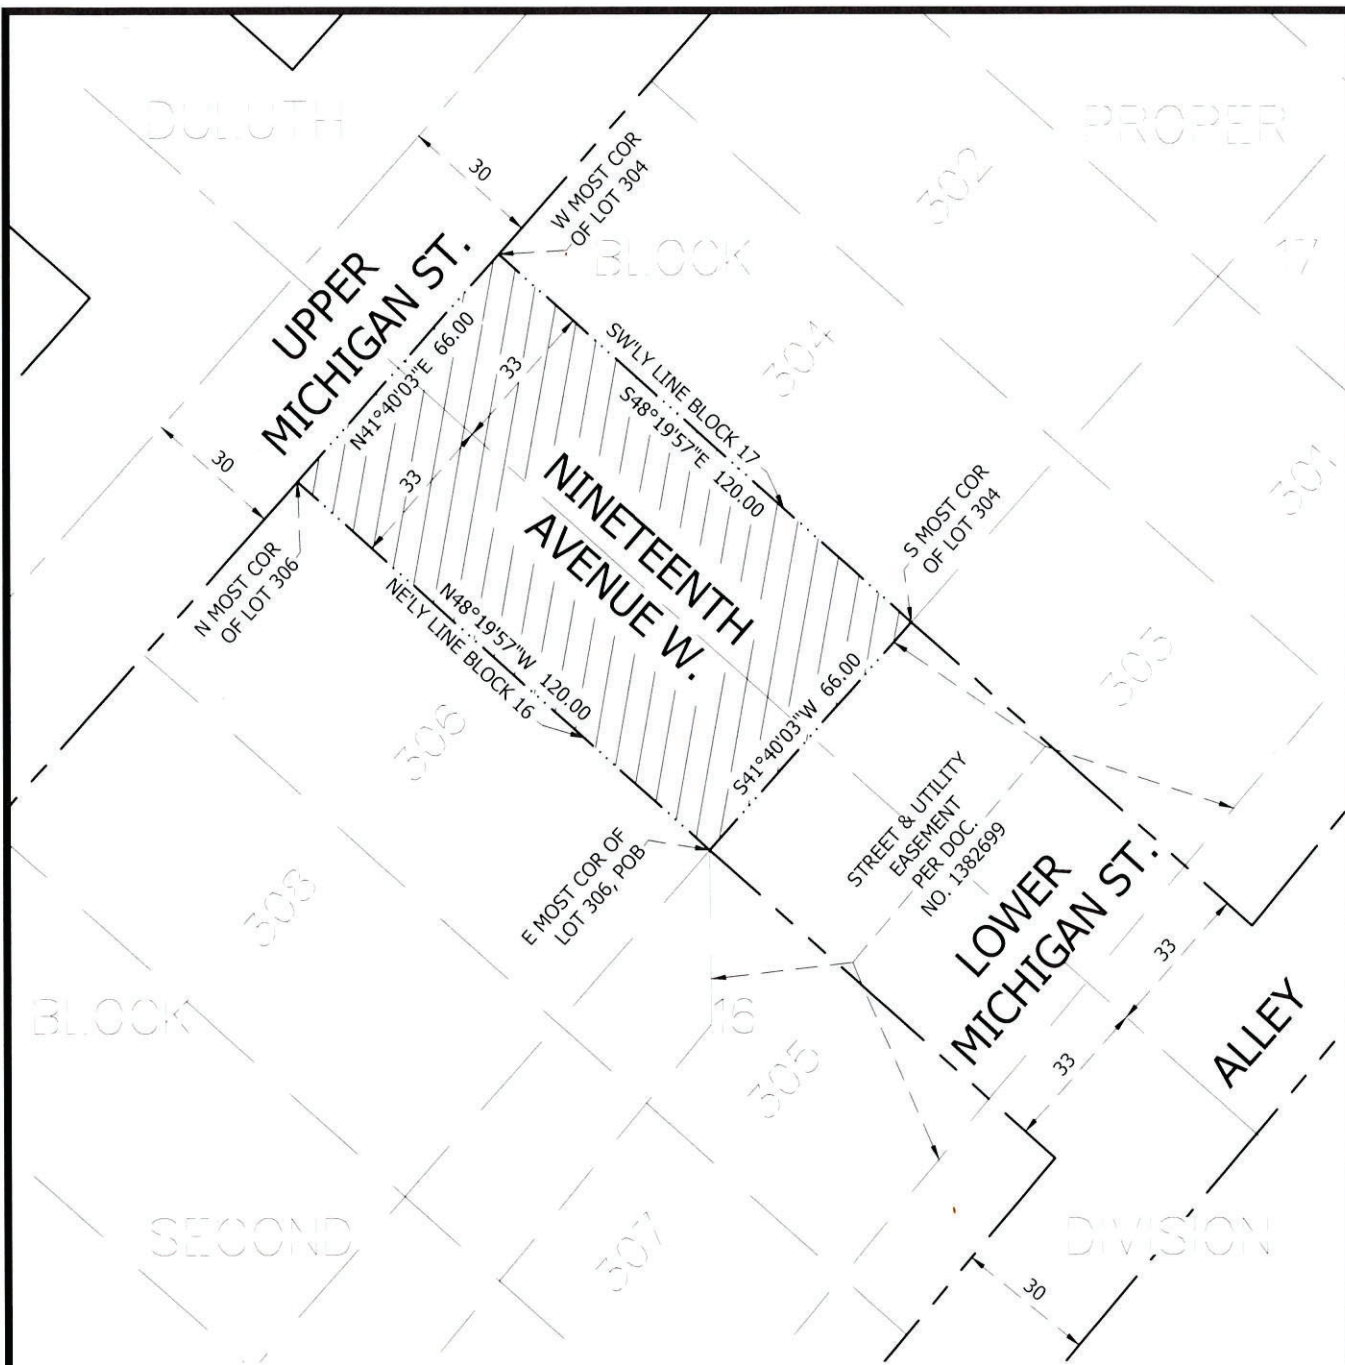 DULUTH
PROPER
30
W MOST COR
OF LOT 304
302
BLOCK
17
UPPER
MICHIGAN ST.
N41°40'03"E 66.00
33
SW'LY LINE BLOCK 17
S48°19'57"E 120.00
304
301
30
33
NINETEENTH
AVENUE W.
S MOST COR
OF LOT 304
N MOST COR
OF LOT 306
N48°19'57"W 120.00
NE'LY LINE BLOCK 16
S41°40'03"W 66.00
303
306
STREET & UTILITY
EASEMENT
PER DOC.
NO. 1382699
E MOST COR OF
LOT 306, POB
308
LOWER
MICHIGAN ST.
33
33
ALLEY
BLOCK
16
305
SECOND
307
DIVISION
30